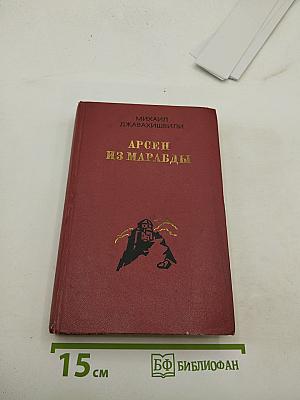 МИХАИЛ
ДЖАВАХИШВИЛИ
АРСЕН
ИЗ МАРАБДЫ
15 см
БФ БИБЛИОФАН